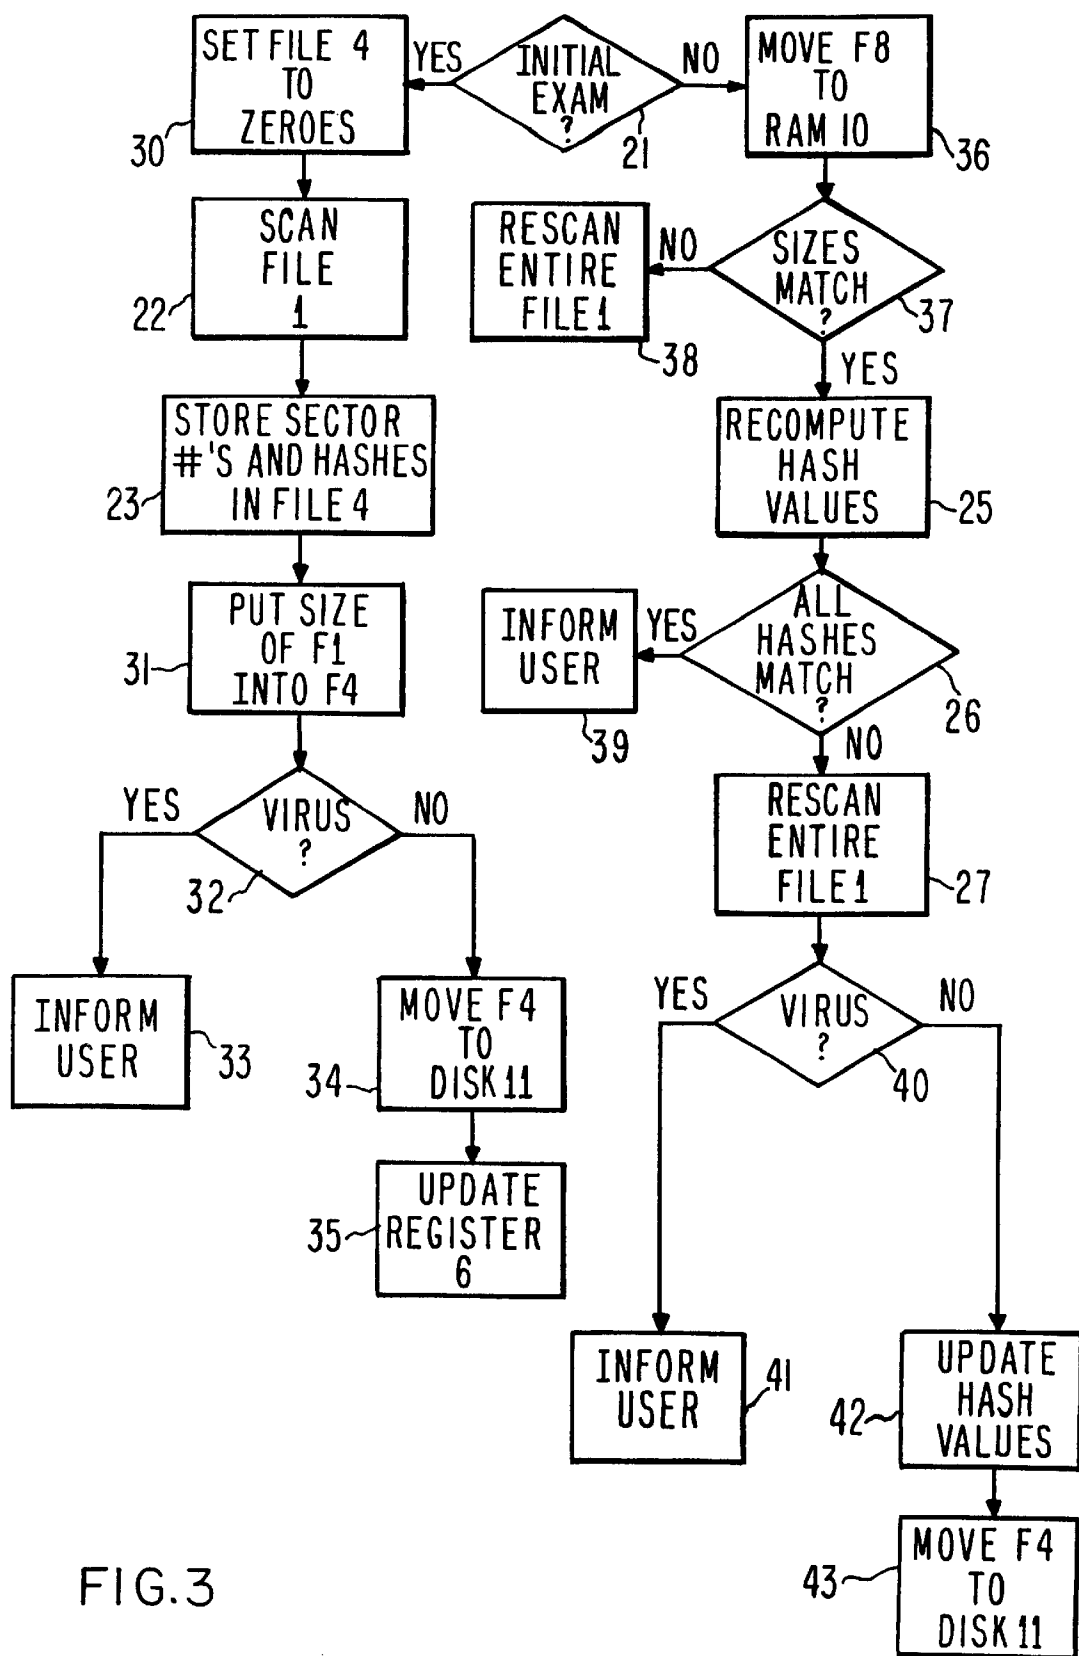 SET FILE 4
TO
ZEROES
30
YES
INITIAL
EXAM
?
21
NO
MOVE F8
TO
RAM 10
36
SCAN
FILE
1
22
RESCAN
ENTIRE
FILE 1
38
NO
SIZES
MATCH
?
37
YES
STORE SECTOR
#'S AND HASHES
IN FILE 4
23
RECOMPUTE
HASH
VALUES
25
PUT SIZE
OF F1
INTO F4
31
INFORM
USER
39
YES
ALL
HASHES
MATCH
?
26
NO
YES
VIRUS
?
32
NO
RESCAN
ENTIRE
FILE 1
27
INFORM
USER
33
MOVE F4
TO
DISK 11
34
YES
VIRUS
?
40
NO
UPDATE
REGISTER
6
35
INFORM
USER
41
UPDATE
HASH
VALUES
42
MOVE F4
TO
DISK 11
43
FIG.3